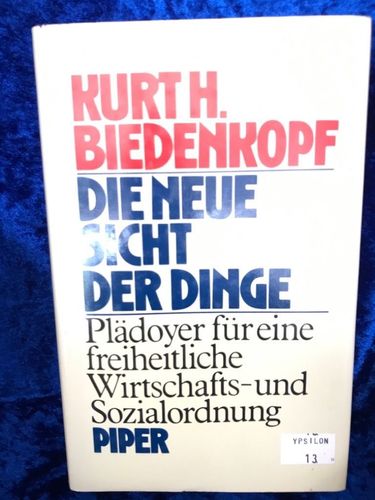 KURT H.
BIEDENKOPF
DIE NEUE
SICHT
DER DINGE
Plädoyer für eine
freiheitliche
Wirtschafts-und
Sozialordnung
PIPER
YPSILON
13